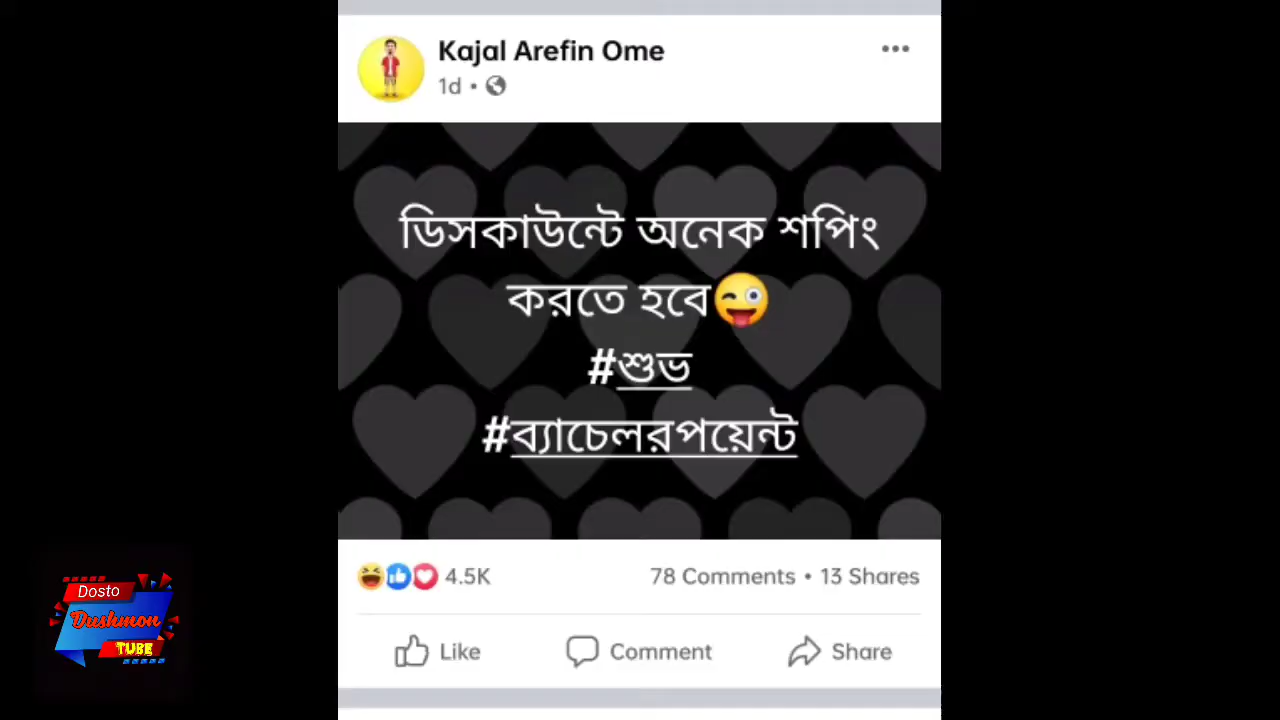 Kajal Arefin Ome
1d •
ডিসকাউন্টে অনেক শপিং
করতে হবে😜
#শুভ
#ব্যাচেলরপয়েন্ট
4.5K 78 Comments • 13 Shares
Like Comment Share
Dosto
Dushmon
TUBE